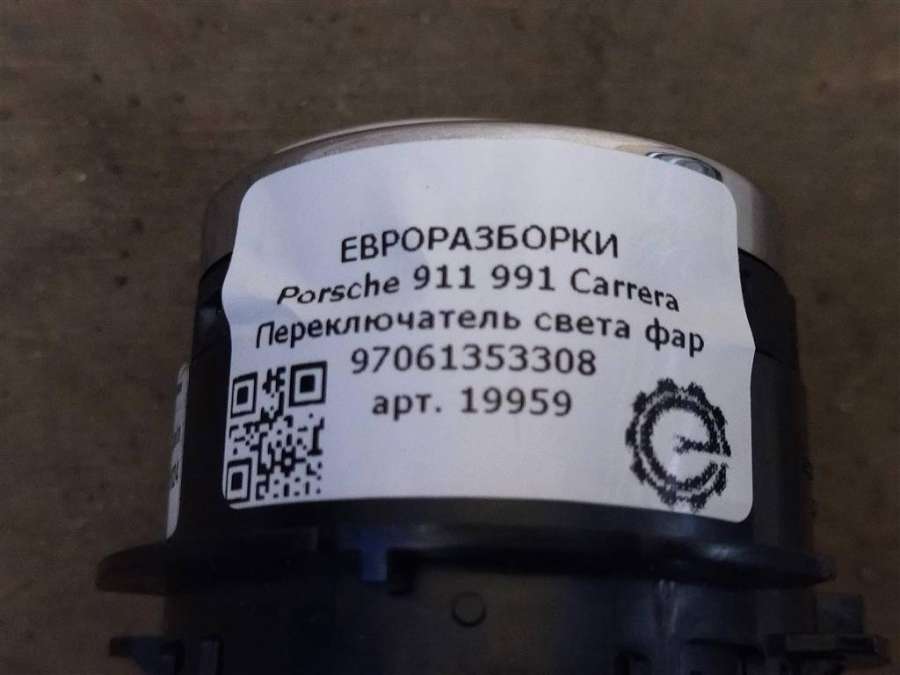 ЕВРОРАЗБОРКИ
Porsche 911 991 Carrera
Переключатель света фар
97061353308
арт. 19959